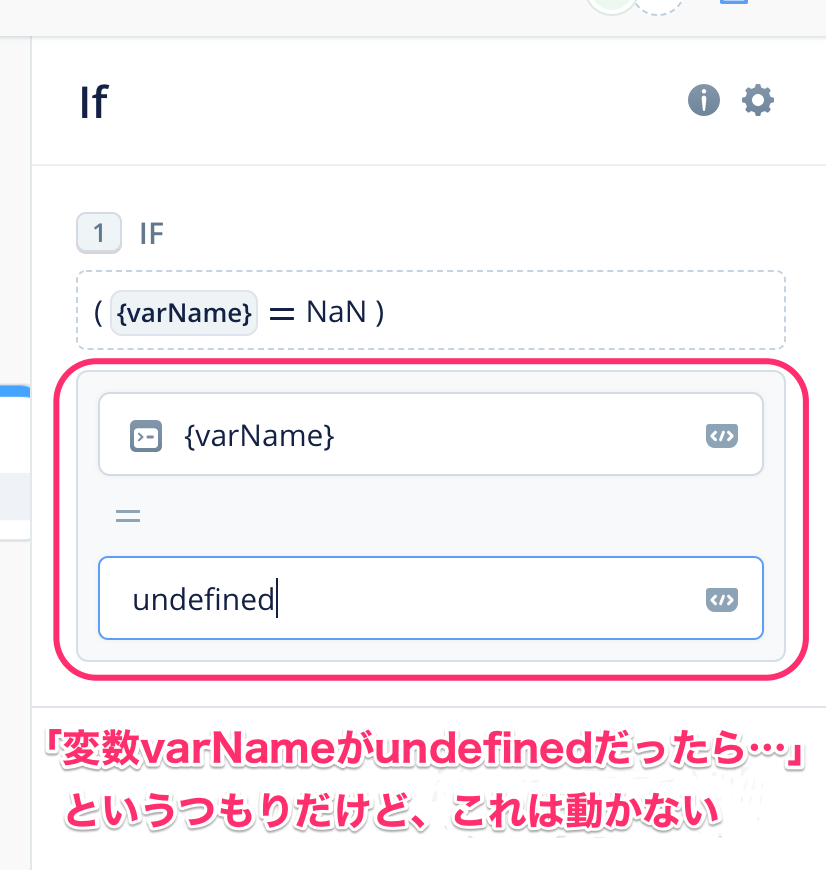 If
1 IF
( {varName} = NaN )
{varName}
=
undefined
「変数varNameがundefinedだったら…」
というつもりだけど、これは動かない